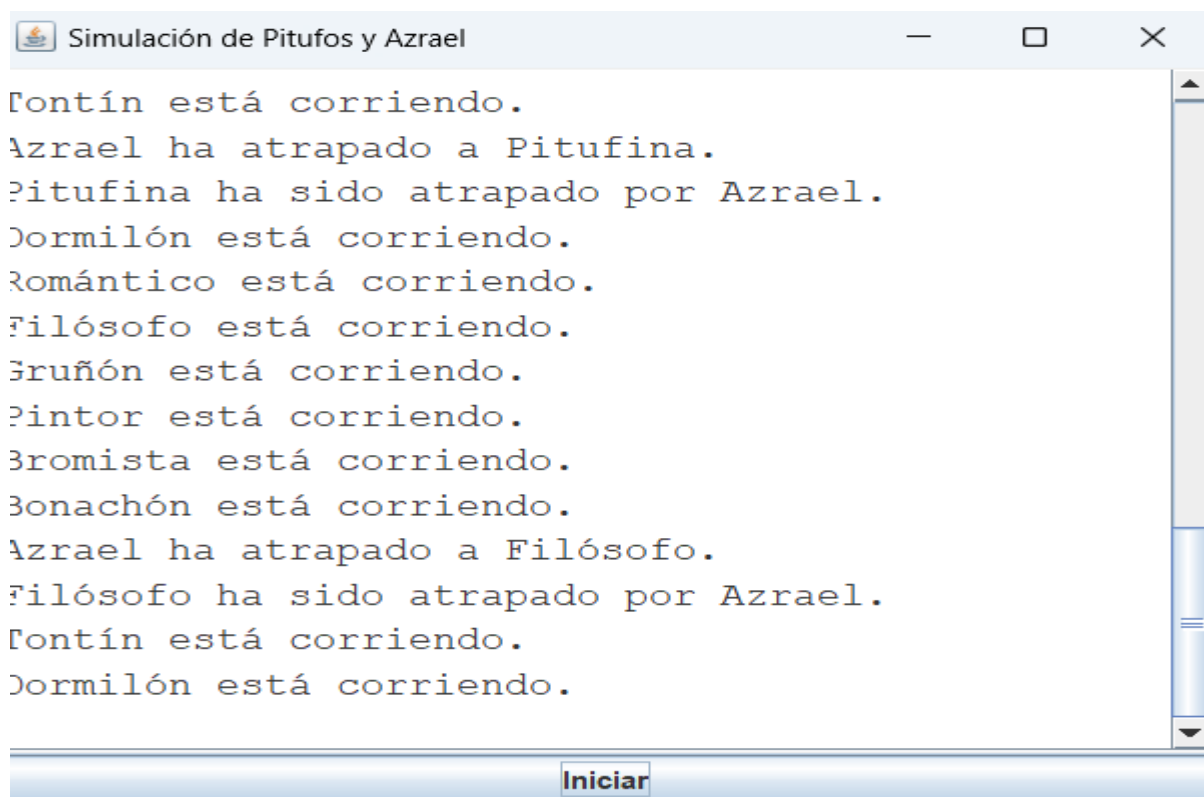 Simulación de Pitufos y Azrael
Tontín está corriendo.
Azrael ha atrapado a Pitufina.
Pitufina ha sido atrapado por Azrael.
Dormilón está corriendo.
Romántico está corriendo.
Filósofo está corriendo.
Gruñón está corriendo.
Pintor está corriendo.
Bromista está corriendo.
Bonachón está corriendo.
Azrael ha atrapado a Filósofo.
Filósofo ha sido atrapado por Azrael.
Tontín está corriendo.
Dormilón está corriendo.
Iniciar